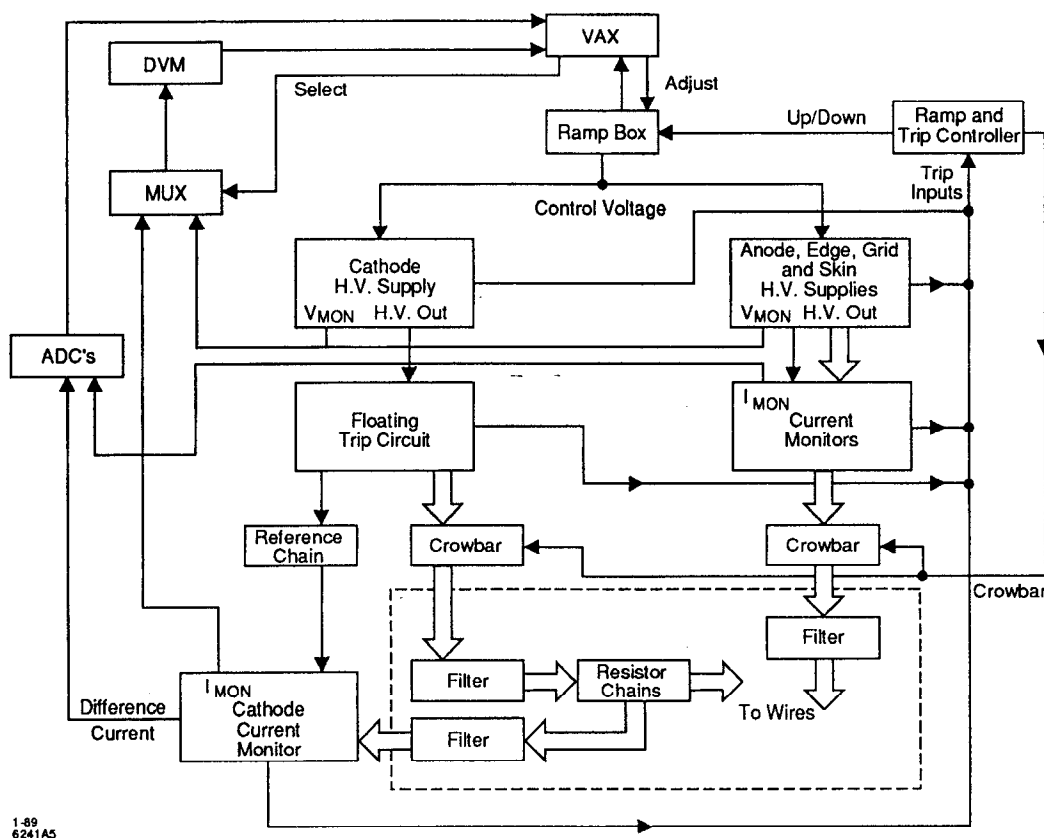 VAX
DVM
Select
Adjust
Up/Down
Ramp and
Trip Controller
Ramp Box
Trip
Inputs
MUX
Control Voltage
Cathode
H.V. Supply
VMON H.V. Out
Anode, Edge, Grid
and Skin
H.V. Supplies
VMON H.V. Out
ADC's
Floating
Trip Circuit
IMON
Current
Monitors
Reference
Chain
Crowbar
Crowbar
Crowbar
Filter
Filter
Resistor
Chains
To Wires
Filter
IMON
Cathode
Current
Monitor
Difference
Current
1-89
6241A5